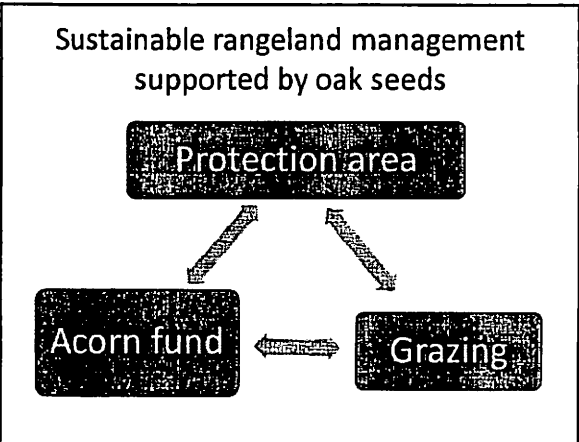 Sustainable rangeland management
supported by oak seeds
Protection area
Acorn fund
Grazing